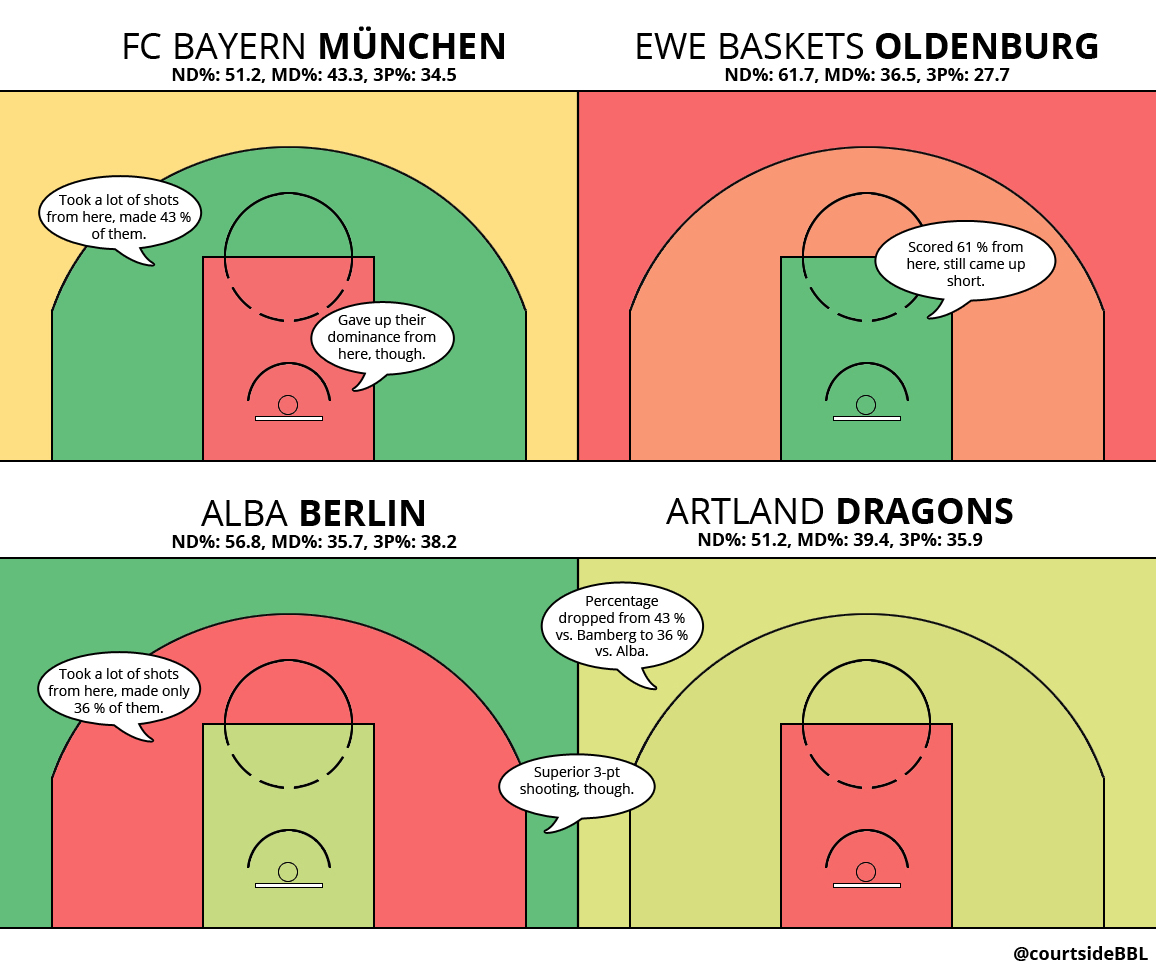 FC BAYERN MÜNCHEN
ND%: 51.2, MD%: 43.3, 3P%: 34.5
Took a lot of shots
from here, made 43 %
of them.
Gave up their
dominance from
here, though.
EWE BASKETS OLDENBURG
ND%: 61.7, MD%: 36.5, 3P%: 27.7
Scored 61 % from
here, still came up
short.
ALBA BERLIN
ND%: 56.8, MD%: 35.7, 3P%: 38.2
Took a lot of shots
from here, made only
36 % of them.
Superior 3-pt
shooting, though.
ARTLAND DRAGONS
ND%: 51.2, MD%: 39.4, 3P%: 35.9
Percentage
dropped from 43 %
vs. Bamberg to 36 %
vs. Alba.
@courtsideBBL